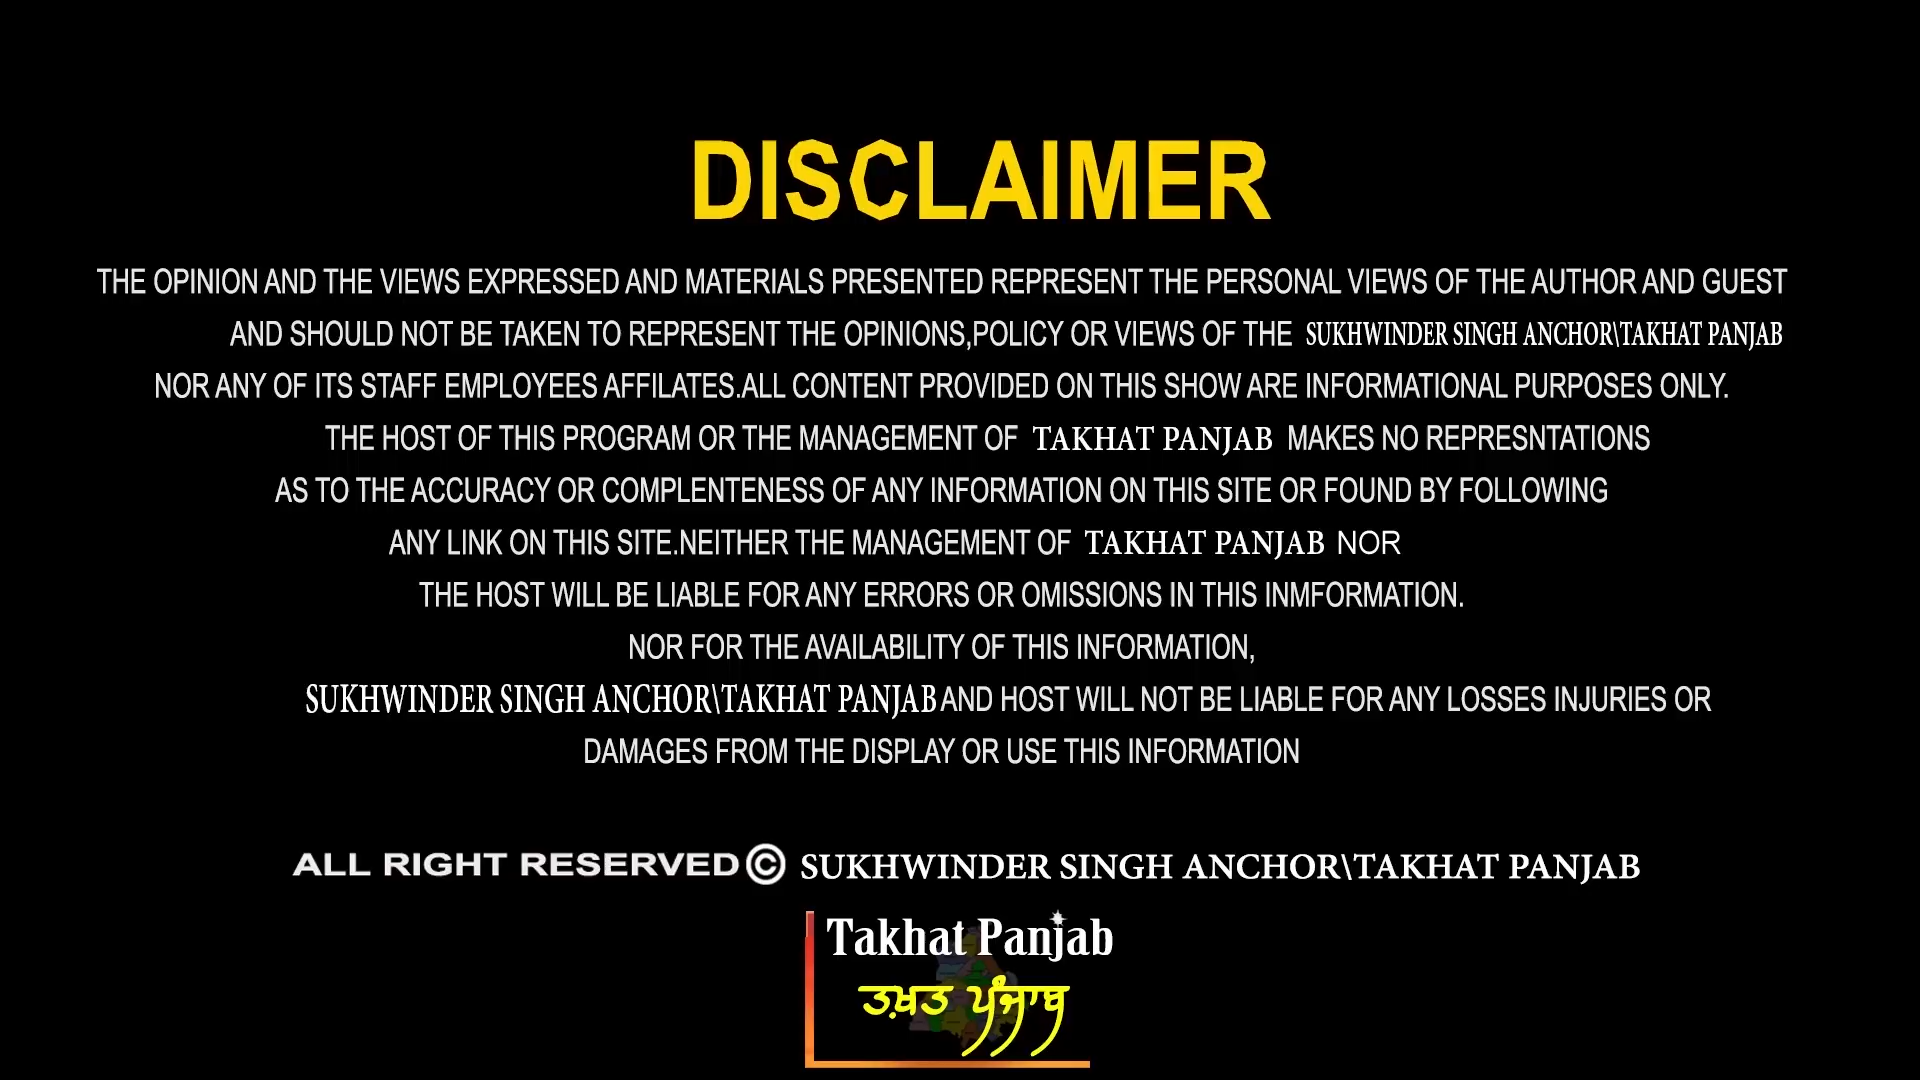 DISCLAIMER
THE OPINION AND THE VIEWS EXPRESSED AND MATERIALS PRESENTED REPRESENT THE PERSONAL VIEWS OF THE AUTHOR AND GUEST
AND SHOULD NOT BE TAKEN TO REPRESENT THE OPINIONS,POLICY OR VIEWS OF THE SUKHWINDER SINGH ANCHOR\TAKHAT PANJAB
NOR ANY OF ITS STAFF EMPLOYEES AFFILATES.ALL CONTENT PROVIDED ON THIS SHOW ARE INFORMATIONAL PURPOSES ONLY.
THE HOST OF THIS PROGRAM OR THE MANAGEMENT OF TAKHAT PANJAB MAKES NO REPRESNTATIONS
AS TO THE ACCURACY OR COMPLENTENESS OF ANY INFORMATION ON THIS SITE OR FOUND BY FOLLOWING
ANY LINK ON THIS SITE.NEITHER THE MANAGEMENT OF TAKHAT PANJAB NOR
THE HOST WILL BE LIABLE FOR ANY ERRORS OR OMISSIONS IN THIS INMFORMATION.
NOR FOR THE AVAILABILITY OF THIS INFORMATION,
SUKHWINDER SINGH ANCHOR\TAKHAT PANJAB AND HOST WILL NOT BE LIABLE FOR ANY LOSSES INJURIES OR
DAMAGES FROM THE DISPLAY OR USE THIS INFORMATION
ALL RIGHT RESERVED © SUKHWINDER SINGH ANCHOR\TAKHAT PANJAB
Takhat Panjab
ਤਖ਼ਤ ਪੰਜਾਬ